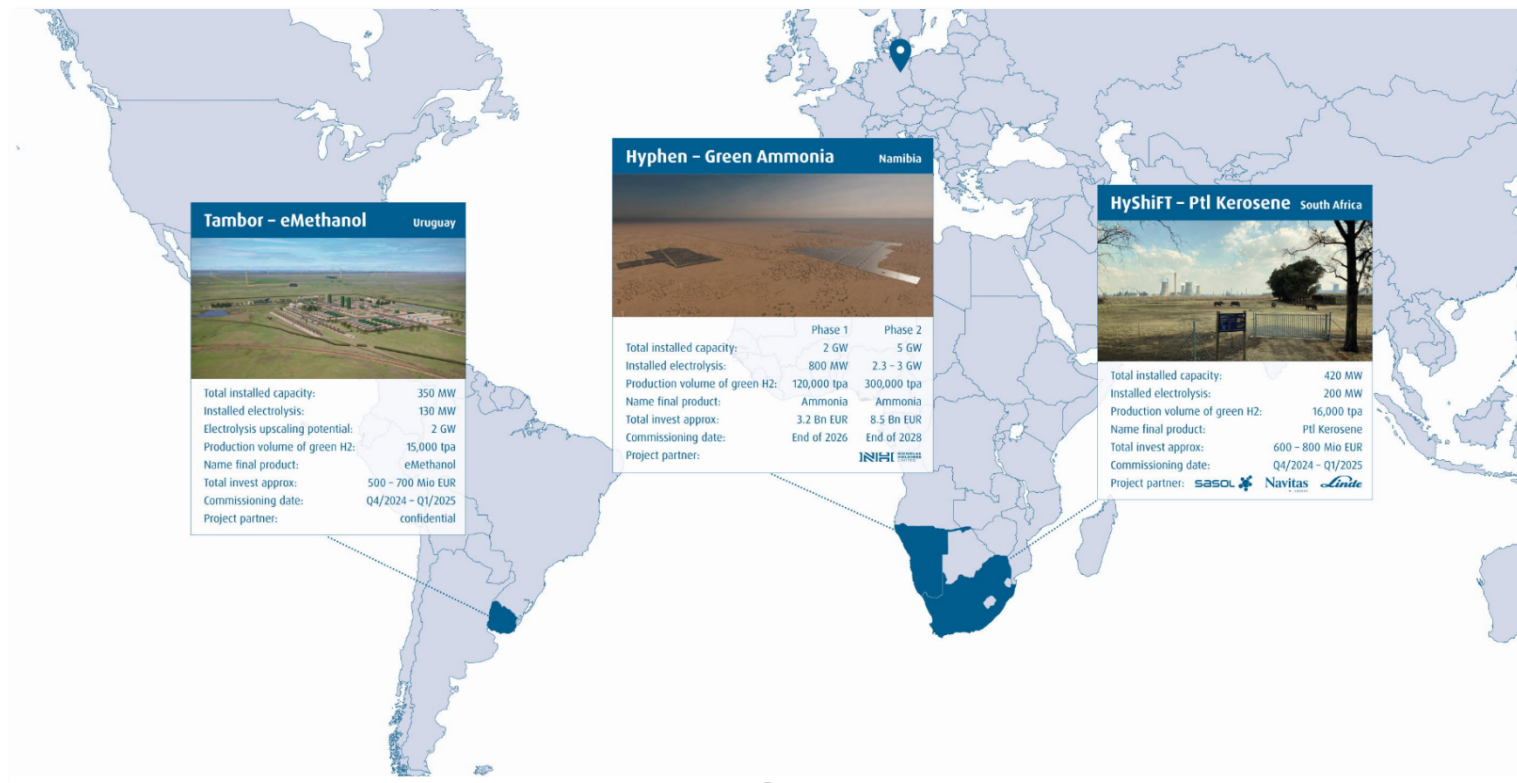 Tambor – eMethanol Uruguay
Total installed capacity: 350 MW
Installed electrolysis: 130 MW
Electrolysis upscaling potential: 2 GW
Production volume of green H2: 15,000 tpa
Name final product: eMethanol
Total invest approx: 500 – 700 Mio EUR
Commissioning date: Q4/2024 – Q1/2025
Project partner: confidential
Hyphen – Green Ammonia Namibia
Phase 1 Phase 2
Total installed capacity: 2 GW 5 GW
Installed electrolysis: 800 MW 2.3 – 3 GW
Production volume of green H2: 120,000 tpa 300,000 tpa
Name final product: Ammonia Ammonia
Total invest approx: 3.2 Bn EUR 8.5 Bn EUR
Commissioning date: End of 2026 End of 2028
Project partner: NIHI
HyShiFT – Ptl Kerosene South Africa
Total installed capacity: 420 MW
Installed electrolysis: 200 MW
Production volume of green H2: 16,000 tpa
Name final product: Ptl Kerosene
Total invest approx: 600 – 800 Mio EUR
Commissioning date: Q4/2024 – Q1/2025
Project partner: sasol Navitas Linde